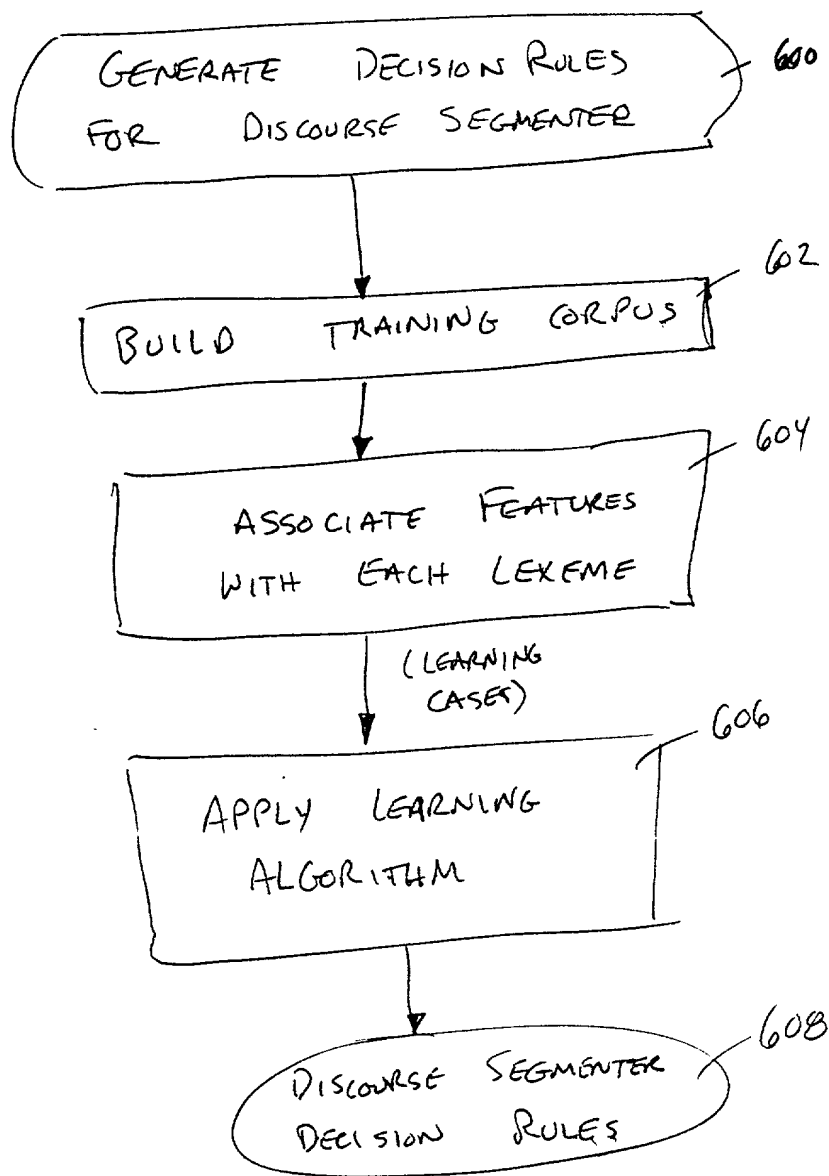 GENERATE DECISION RULES
FOR DISCOURSE SEGMENTER
600
602
BUILD TRAINING CORPUS
604
ASSOCIATE FEATURES
WITH EACH LEXEME
(LEARNING
CASES)
606
APPLY LEARNING
ALGORITHM
608
DISCOURSE SEGMENTER
DECISION RULES